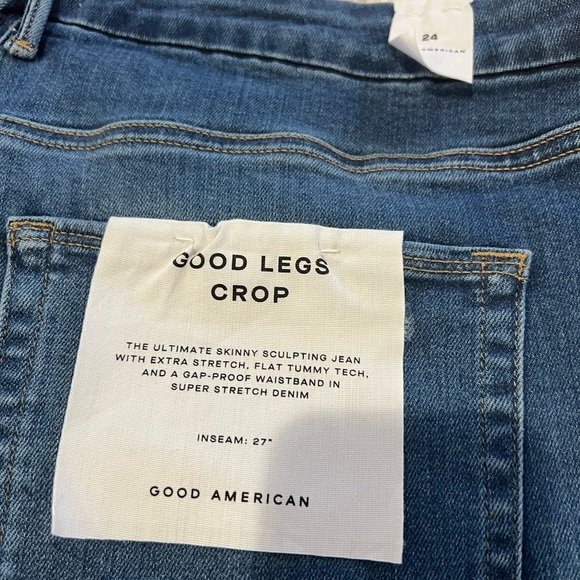 24
AMERICAN
GOOD LEGS
CROP
THE ULTIMATE SKINNY SCULPTING JEAN
WITH EXTRA STRETCH, FLAT TUMMY TECH,
AND A GAP-PROOF WAISTBAND IN
SUPER STRETCH DENIM
INSEAM: 27"
GOOD AMERICAN